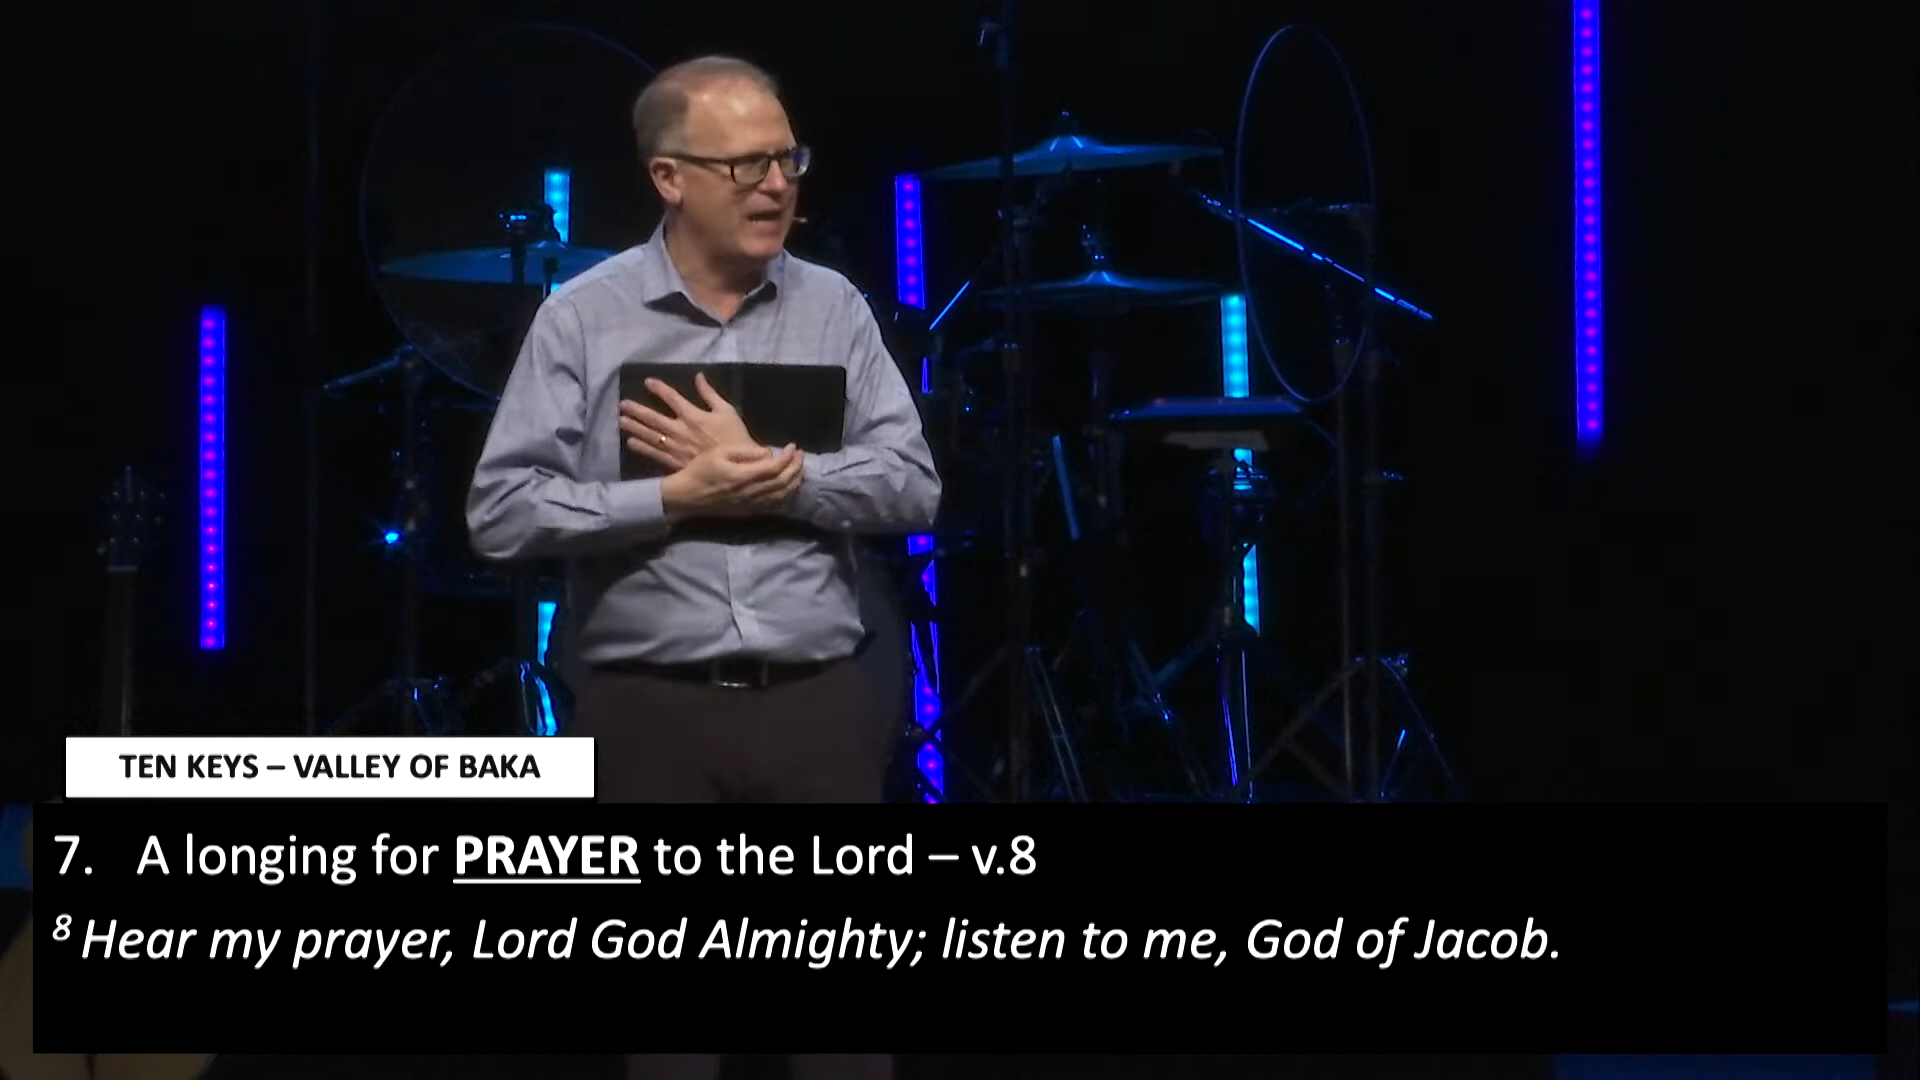 TEN KEYS – VALLEY OF BAKA
7. A longing for PRAYER to the Lord – v.8
8 Hear my prayer, Lord God Almighty; listen to me, God of Jacob.